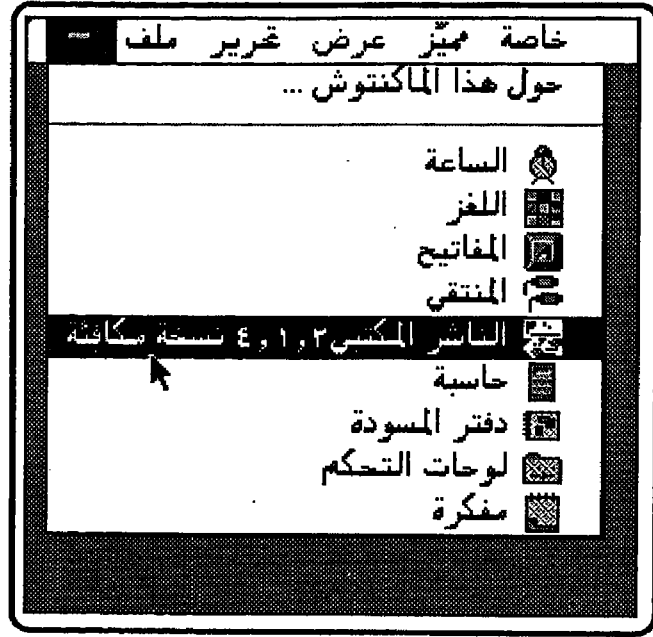 ملف تحرير عرض مميّز خاصة
حول هذا الماكنتوش ...
الساعة
اللغز
المفاتيح
المنتقي
الناشر المكتبي ٤,١,٢ نسخة مكافئة
حاسبة
دفتر المسودة
لوحات التحكم
مفكرة